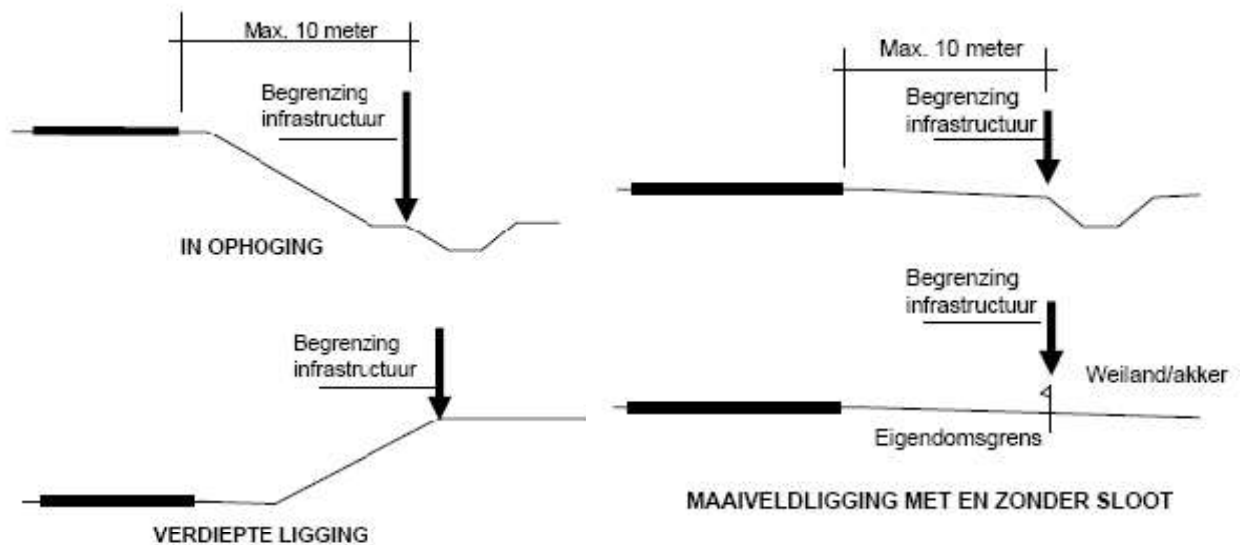 Max. 10 meter
Begrenzing
infrastructuur
IN OPHOGING
Begrenzing
infrastructuur
VERDIEPTE LIGGING
Max. 10 meter
Begrenzing
infrastructuur
Begrenzing
infrastructuur
Weiland/akker
Eigendomsgrens
MAAIVELDLIGGING MET EN ZONDER SLOOT